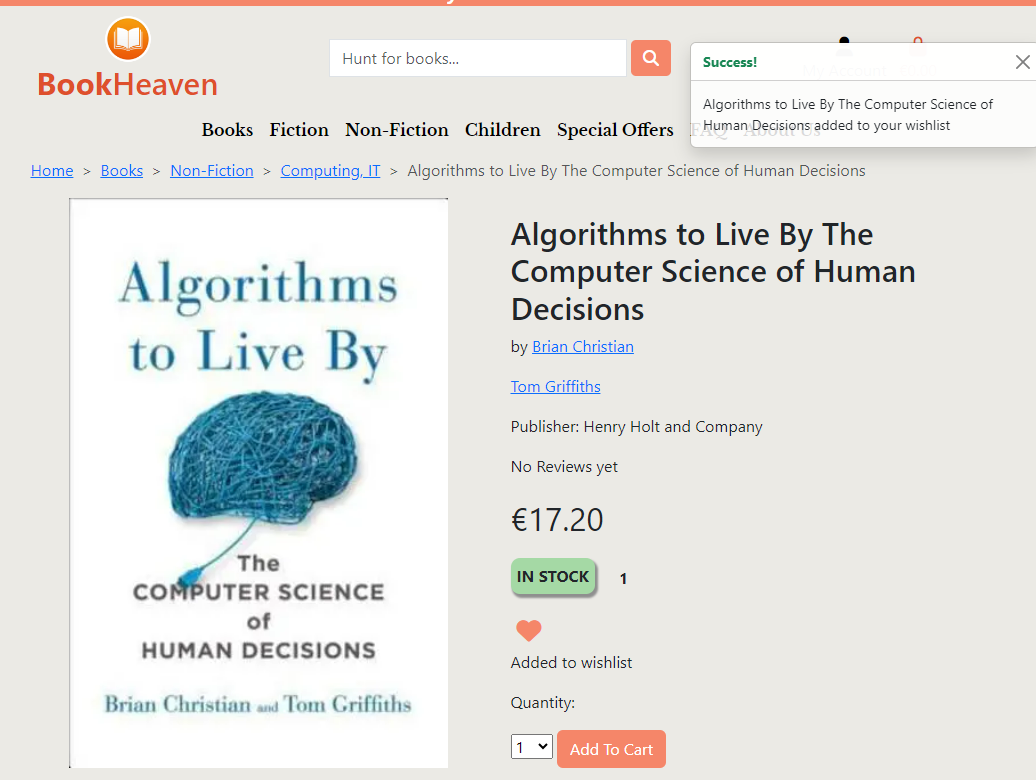 BookHeaven
Hunt for books...
Success!
Algorithms to Live By The Computer Science of
Human Decisions added to your wishlist
Books Fiction Non-Fiction Children Special Offers FAQ About Us
Home > Books > Non-Fiction > Computing, IT > Algorithms to Live By The Computer Science of Human Decisions
Algorithms
to Live By
The
COMPUTER SCIENCE
of
HUMAN DECISIONS
Brian Christian and Tom Griffiths
Algorithms to Live By The
Computer Science of Human
Decisions
by Brian Christian
Tom Griffiths
Publisher: Henry Holt and Company
No Reviews yet
€17.20
IN STOCK 1
Added to wishlist
Quantity:
1 Add To Cart